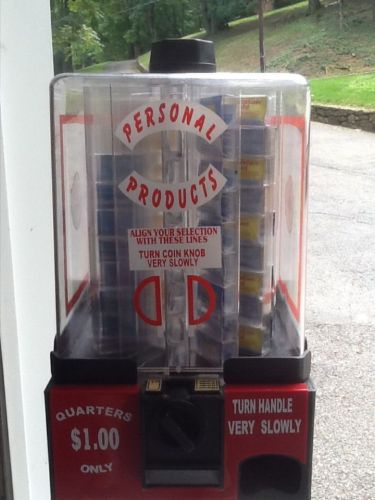 PERSONAL
PRODUCTS
ALIGN YOUR SELECTION
WITH THESE LINES
TURN COIN KNOB
VERY SLOWLY
QUARTERS
$1.00
ONLY
TURN HANDLE
VERY SLOWLY